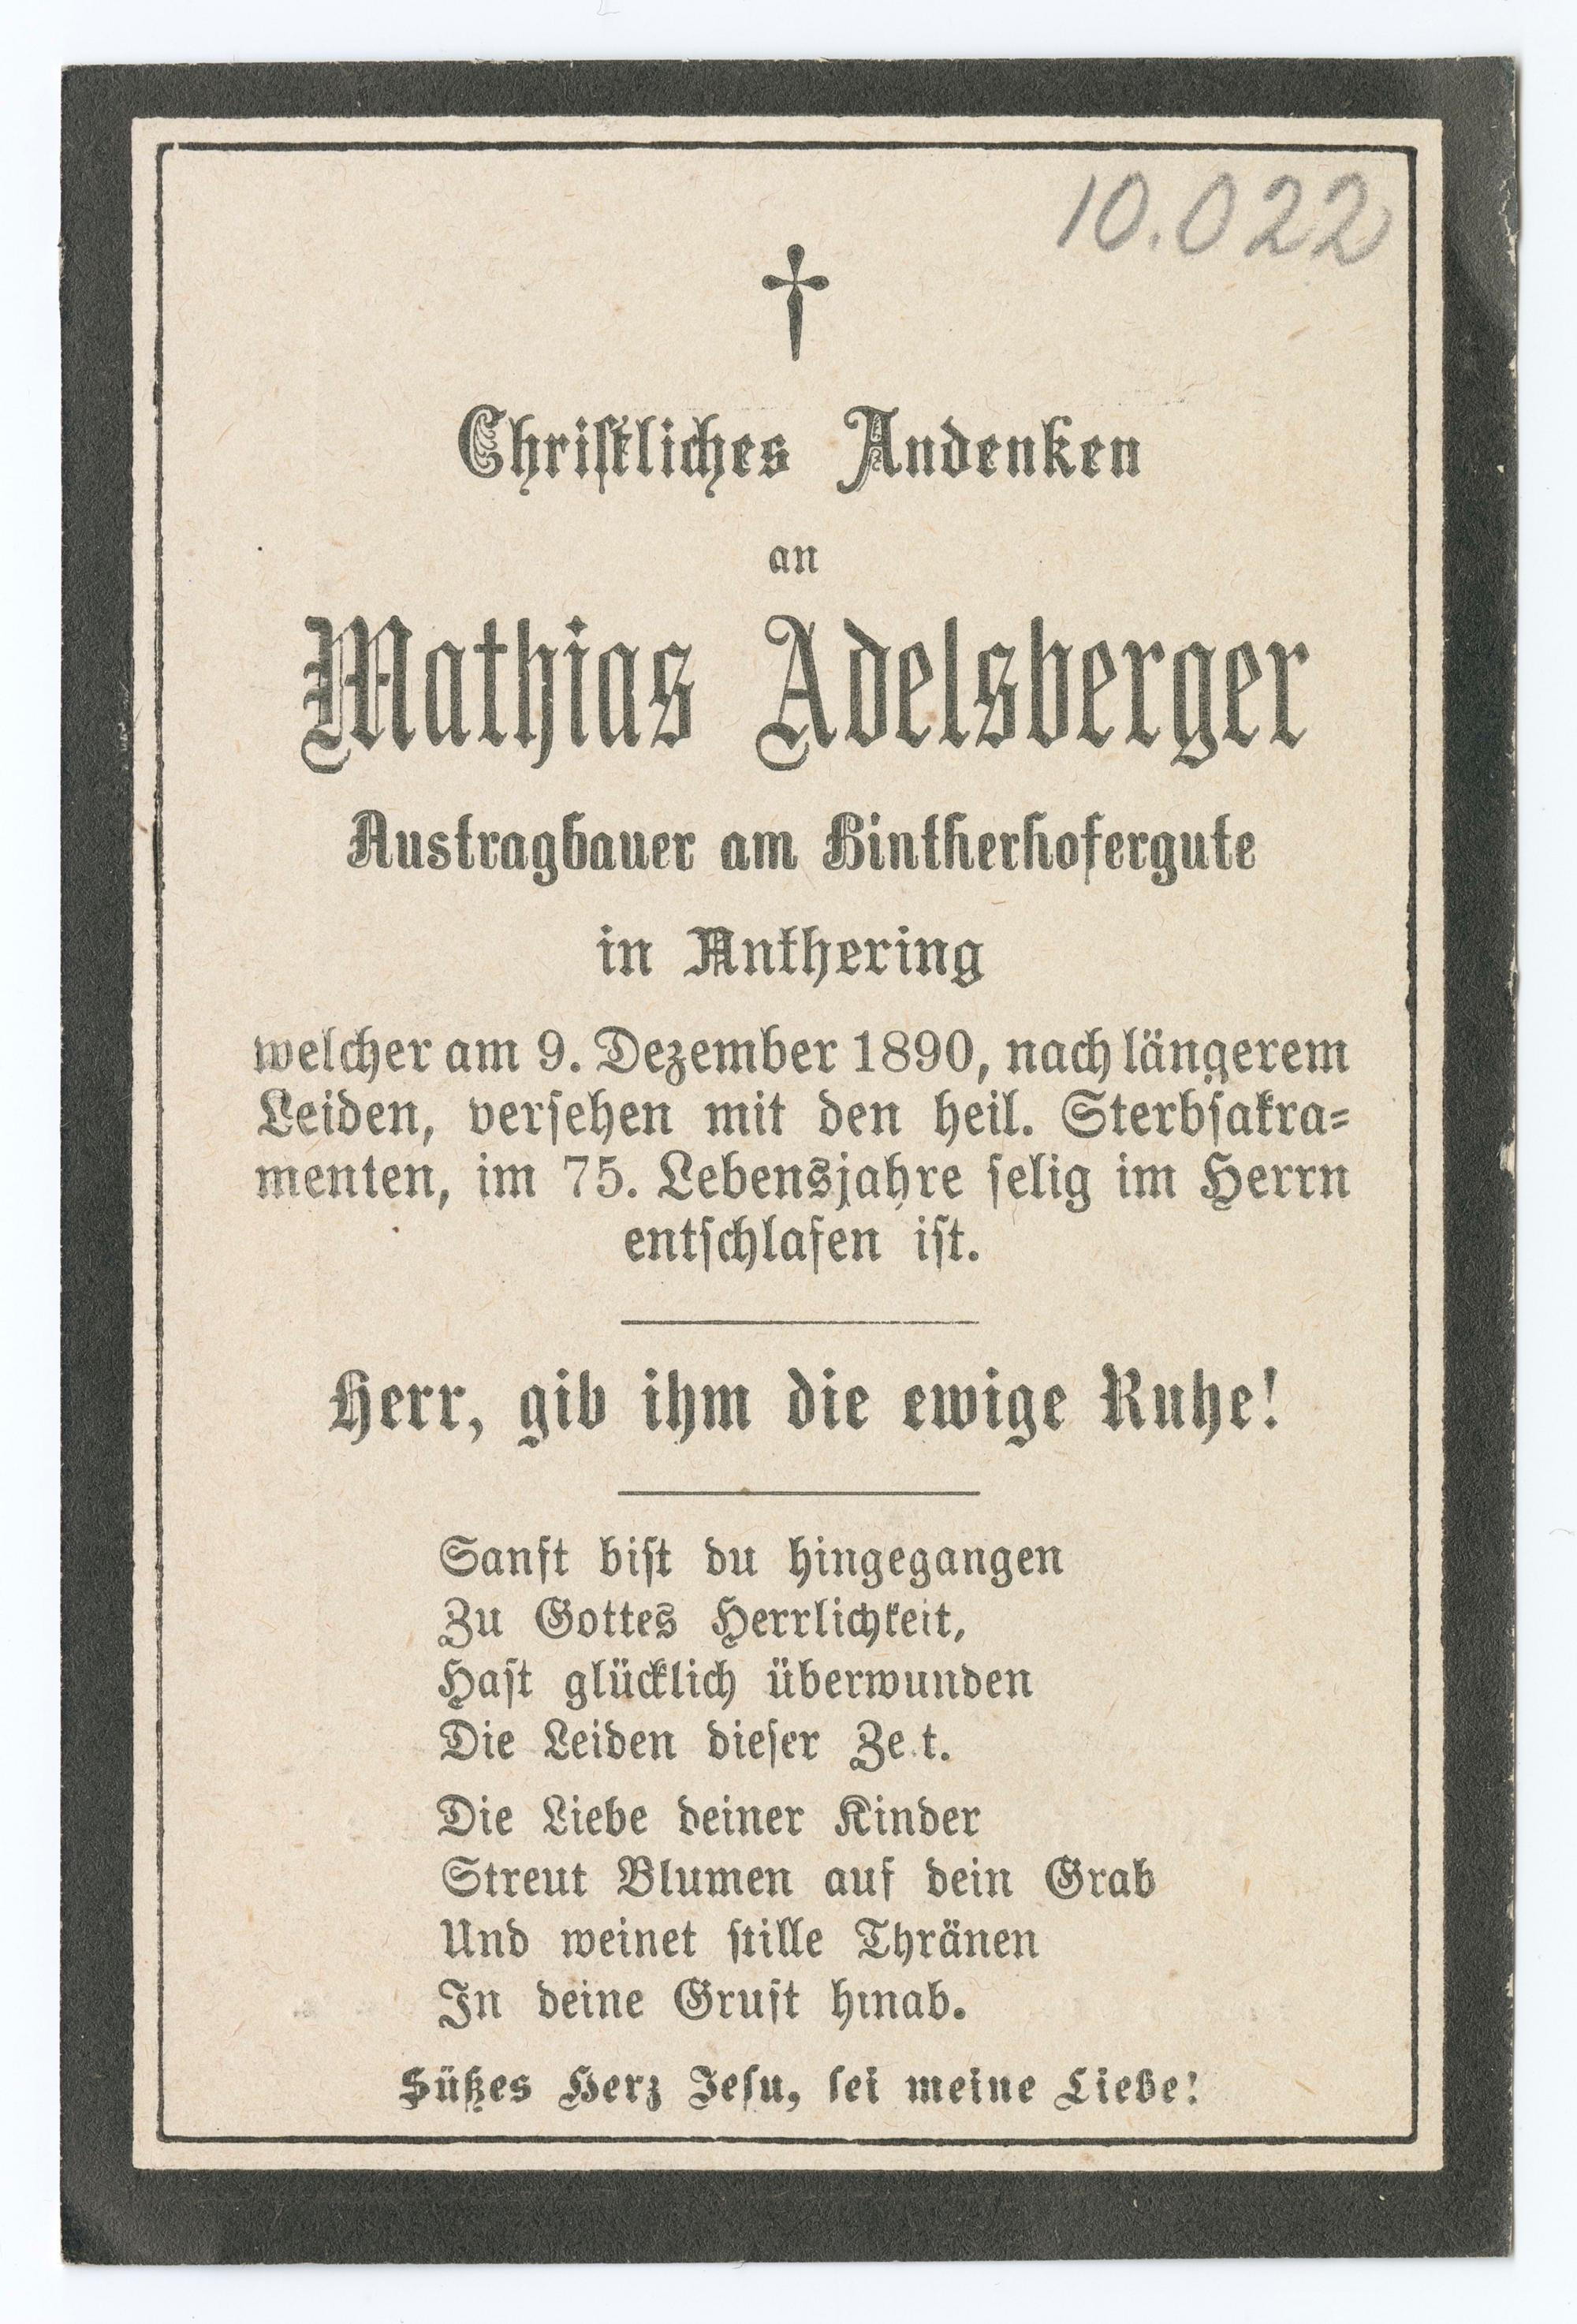 10.022
Christliches Andenken
an
Mathias Adelsberger
Austragbauer am Hintherhofergute
in Anthering
welcher am 9. Dezember 1890, nach längerem
Leiden, versehen mit den heil. Sterbsakra-
menten, im 75. Lebensjahre selig im Herrn
entschlafen ist.
Herr, gib ihm die ewige Ruhe!
Sanft bist du hingegangen
Zu Gottes Herrlichkeit,
Hast glücklich überwunden
Die Leiden dieser Ze.t.
Die Liebe deiner Kinder
Streut Blumen auf dein Grab
Und weinet stille Thränen
In deine Gruft hinab.
Süßes Herz Jesu, sei meine Liebe!